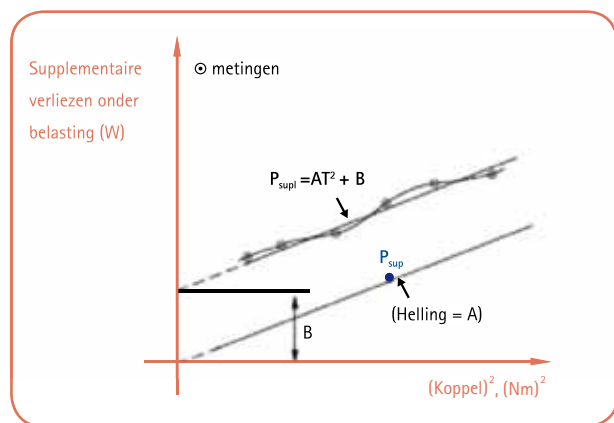 Supplementaire
verliezen onder
belasting (W)
⊙ metingen
P_supl =AT² + B
P_sup
(Helling = A)
B
(Koppel)², (Nm)²